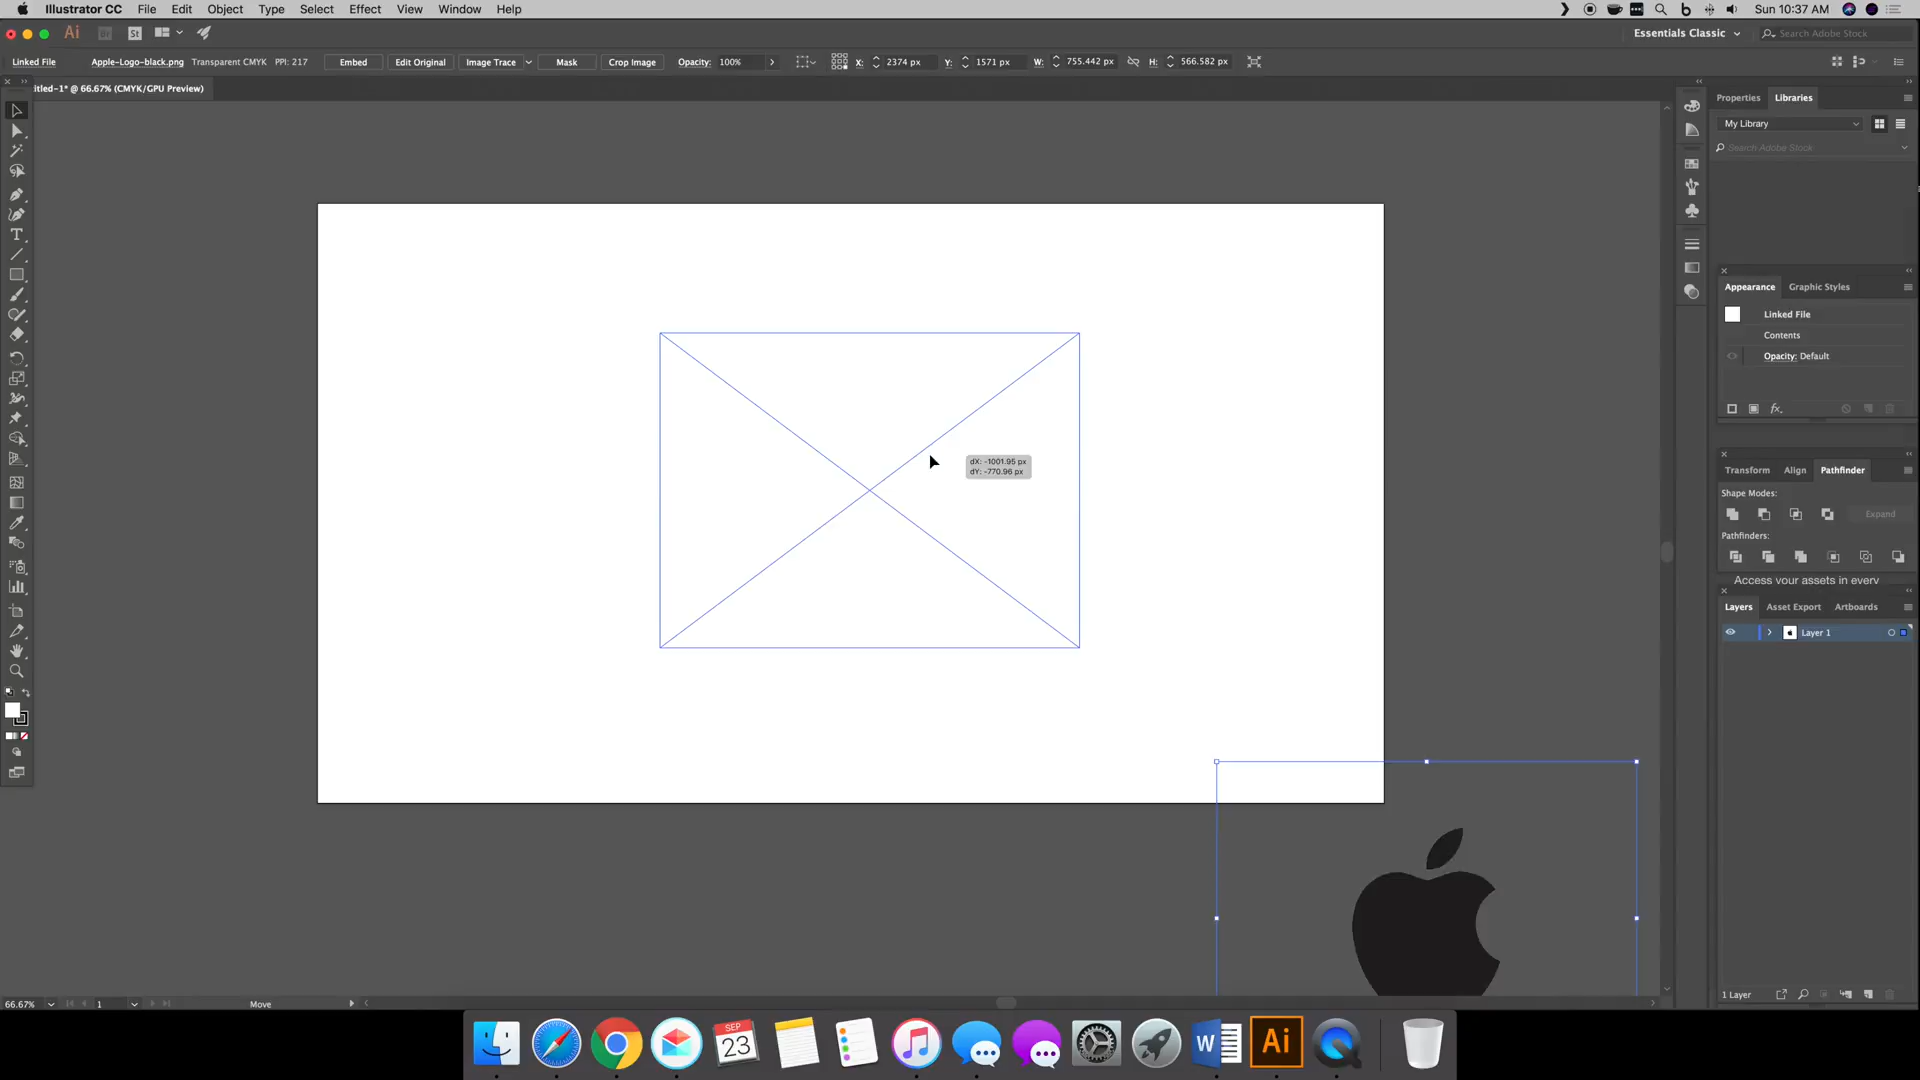 Illustrator CC File Edit Object Type Select Effect View Window Help
Sun 10:37 AM
Ai Br St
Essentials Classic
Search Adobe Stock
Linked File Apple-Logo-black.png Transparent CMYK PPI: 217 Embed Edit Original Image Trace Mask Crop Image Opacity: 100% X: 2374 px Y: 1571 px W: 755.442 px H: 566.582 px
itled-1* @ 66.67% (CMYK/GPU Preview)
Properties Libraries
My Library
Search Adobe Stock
Appearance Graphic Styles
Linked File
Contents
Opacity: Default
fx
dX: -1001.95 px
dY: -770.96 px
Transform Align Pathfinder
Shape Modes:
Expand
Pathfinders:
Access your assets in every
Layers Asset Export Artboards
Layer 1
1 Layer
66.67% 1 Move
SEP
23
W
Ai